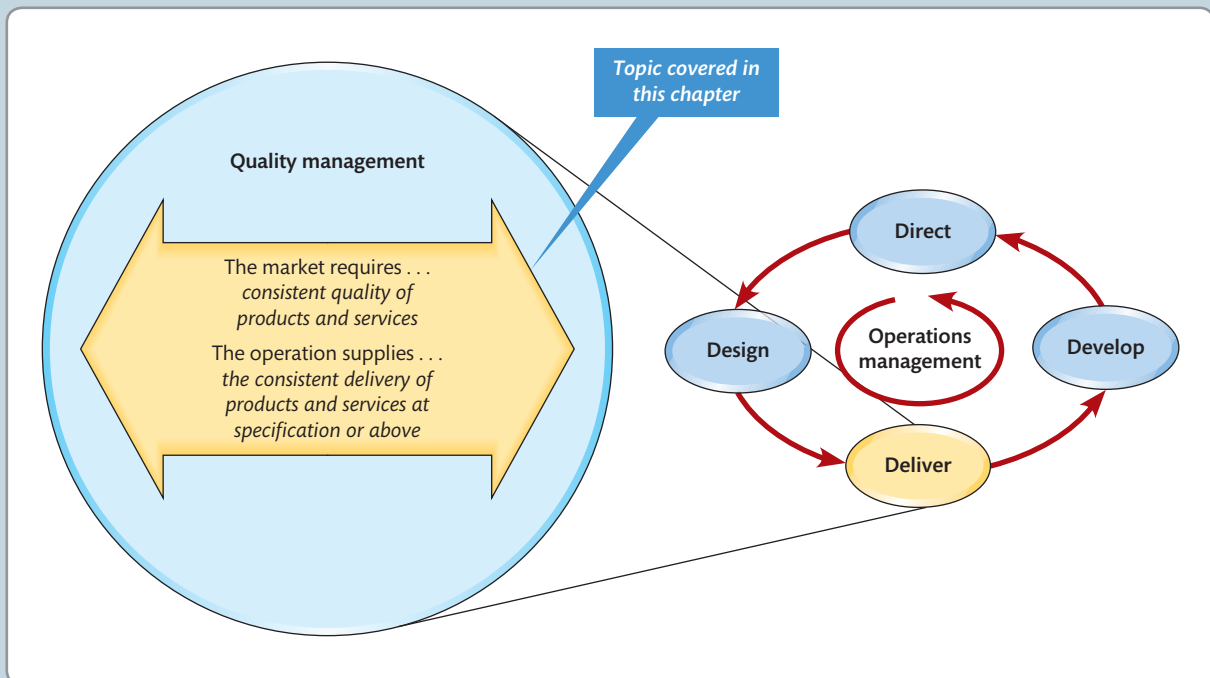 Topic covered in
this chapter
Quality management
The market requires . . .
consistent quality of
products and services
The operation supplies . . .
the consistent delivery of
products and services at
specification or above
Direct
Design
Operations
management
Develop
Deliver